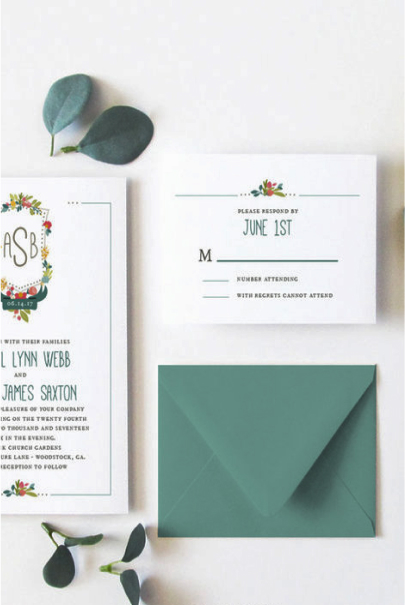 ASB
06.14.17
WITH THEIR FAMILIES
L LYNN WEBB
AND
JAMES SAXTON
LEASURE OF YOUR COMPANY
ING ON THE TWENTY FOURTH
O THOUSAND AND SEVENTEEN
IN THE EVENING.
CHURCH GARDENS
LANE - WOODSTOCK, GA.
RECEPTION TO FOLLOW
PLEASE RESPOND BY
JUNE 1ST
M
NUMBER ATTENDING
WITH REGRETS CANNOT ATTEND